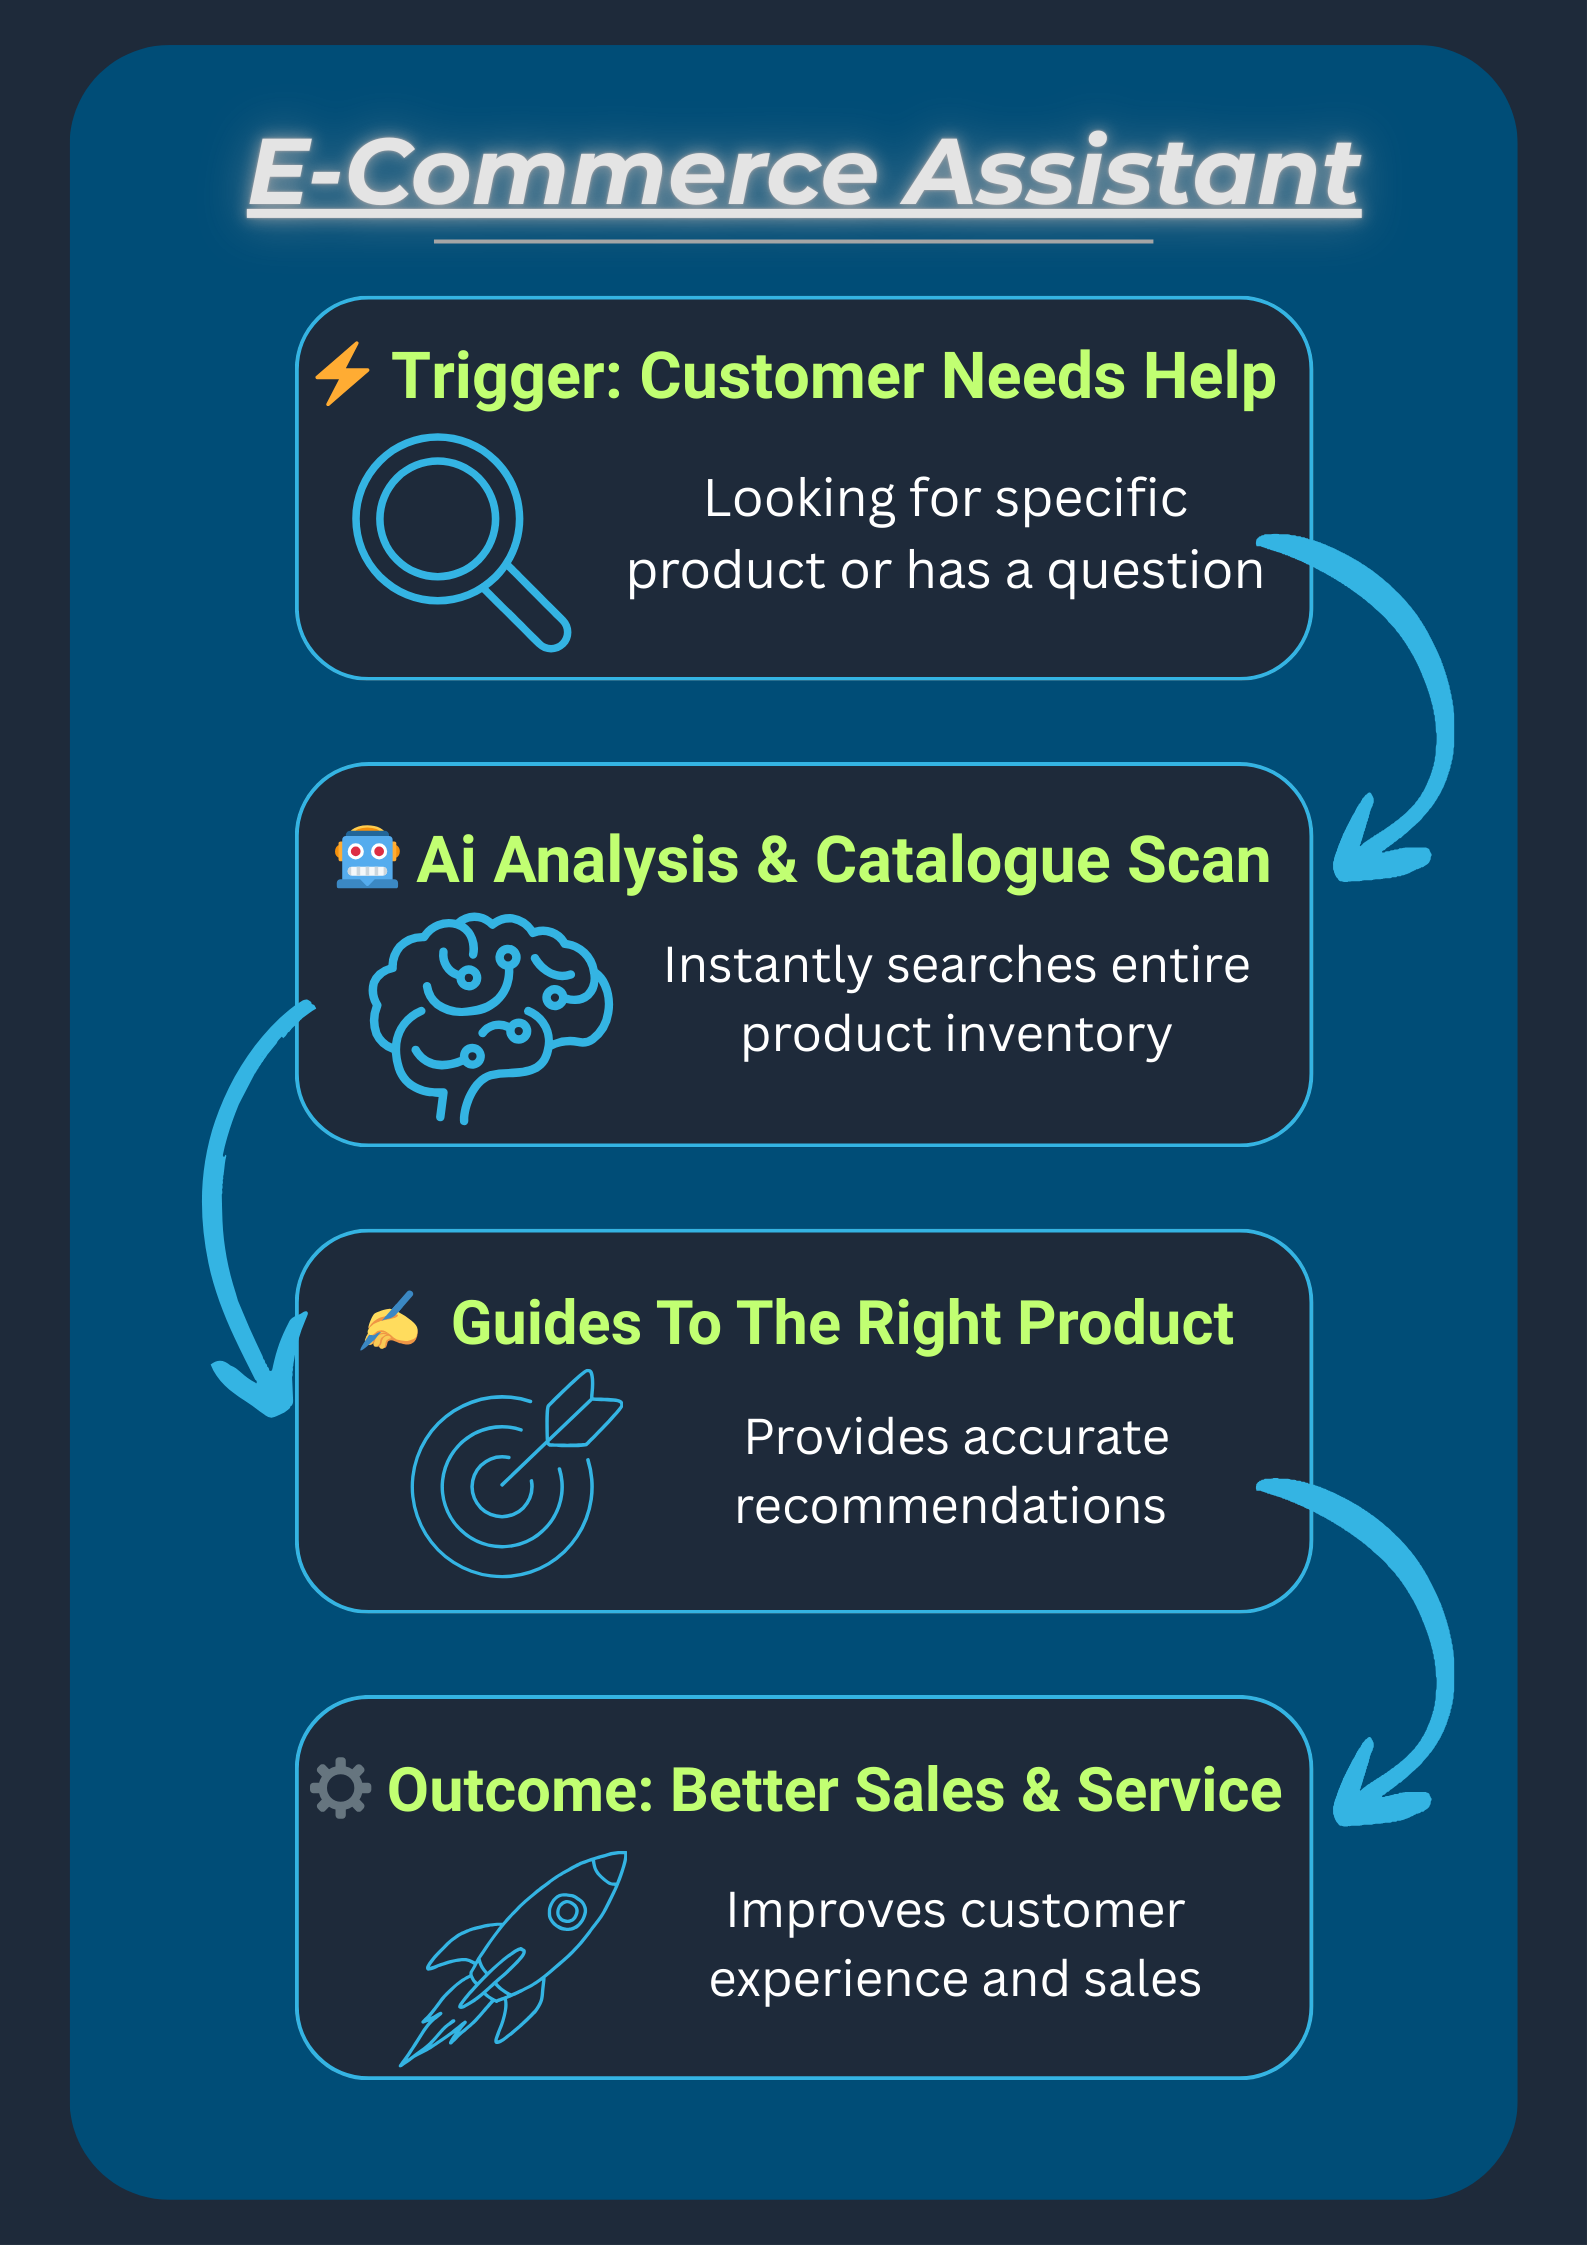 E-Commerce Assistant
⚡ Trigger: Customer Needs Help
Looking for specific
product or has a question
🤖 Ai Analysis & Catalogue Scan
Instantly searches entire
product inventory
✍️ Guides To The Right Product
Provides accurate
recommendations
⚙️ Outcome: Better Sales & Service
Improves customer
experience and sales